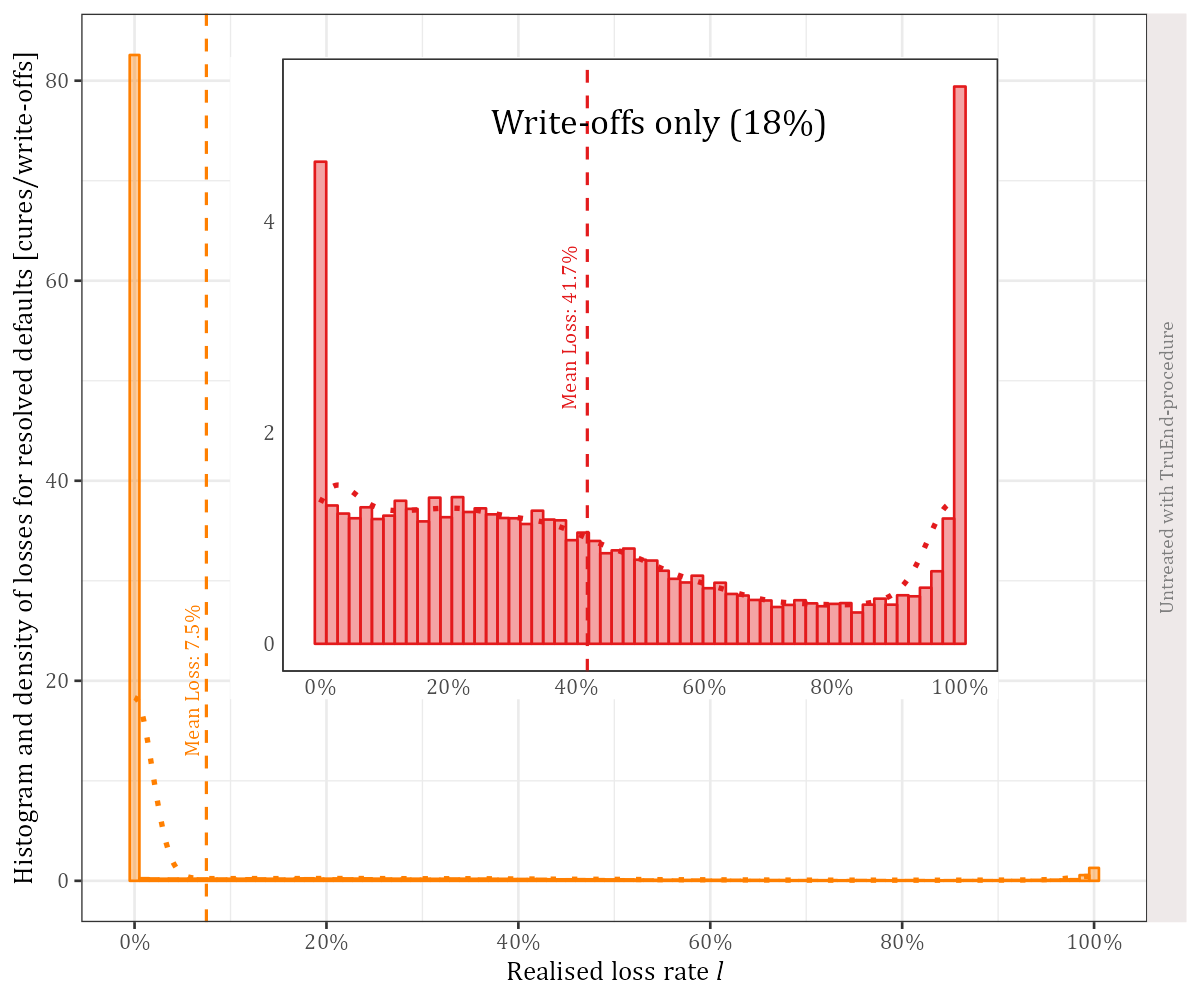 Histogram and density of losses for resolved defaults [cures/write-offs]
80
60
40
20
0
Mean Loss: 7.5%
Write-offs only (18%)
Mean Loss: 41.7%
4
2
0
0% 20% 40% 60% 80% 100%
0% 20% 40% 60% 80% 100%
Realised loss rate l
Untreated with TruEnd-procedure